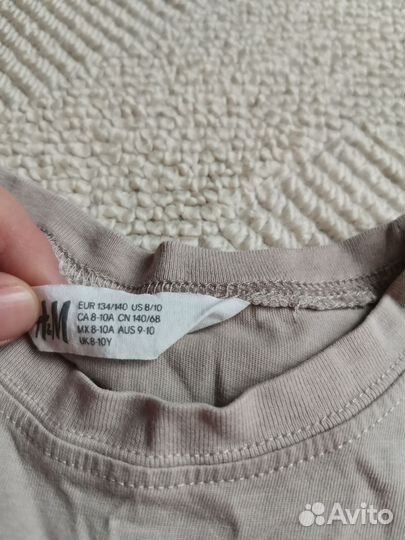 H&M
EUR 134/140 US 8/10
CA 8-10A CN 140/68
MX 8-10A AUS 9-10
UK 8-10Y
Avito